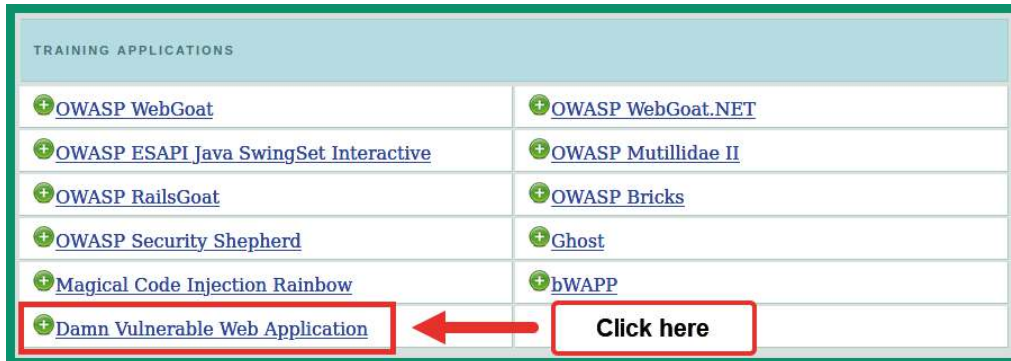 TRAINING APPLICATIONS
OWASP WebGoat
OWASP WebGoat.NET
OWASP ESAPI Java SwingSet Interactive
OWASP Mutillidae II
OWASP RailsGoat
OWASP Bricks
OWASP Security Shepherd
Ghost
Magical Code Injection Rainbow
bWAPP
Damn Vulnerable Web Application
Click here